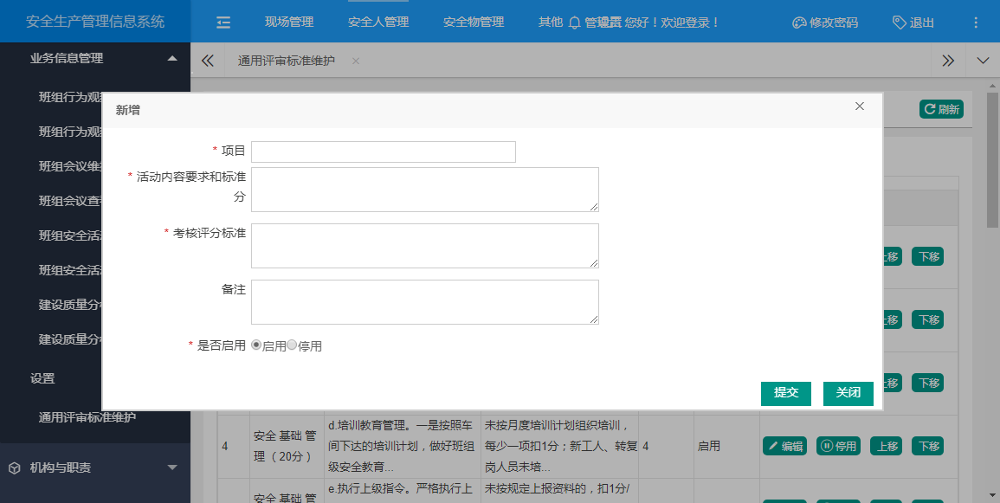 安全生产管理信息系统
现场管理
安全人管理
安全物管理
其他
您好！欢迎登录！
修改密码
退出
业务信息管理
通用评审标准维护
班组行为观
班组行为观
班组会议维
班组会议查
班组安全活
班组安全活
建设质量分
建设质量分
设置
通用评审标准维护
机构与职责
刷新
新增
* 项目
* 活动内容要求和标准
分
* 考核评分标准
备注
* 是否启用 启用 停用
提交 关闭
上移 下移
上移 下移
上移 下移
4
安全 基础 管
理 （20分）
d.培训教育管理。一是按照车
间下达的培训计划，做好班组
级安全教育...
未按月度培训计划组织培训，
每少一项扣1分；新工人、转复
岗人员未培...
4
启用
编辑 停用 上移 下移
安全 基础 管
e.执行上级指令。严格执行上
未按规定上报资料的，扣1分/